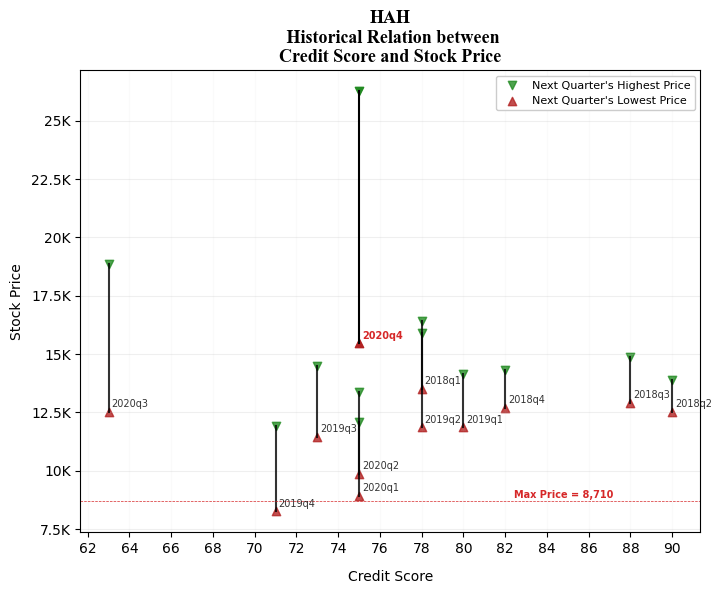 HAH
Historical Relation between
Credit Score and Stock Price
Next Quarter's Highest Price
Next Quarter's Lowest Price
25K
22.5K
20K
17.5K
15K
12.5K
10K
7.5K
Stock Price
2020q4
2018q1
2018q3
2018q4
2018q2
2020q3
2019q2
2019q1
2019q3
2020q2
2020q1
2019q4
Max Price = 8,710
62 64 66 68 70 72 74 76 78 80 82 84 86 88 90
Credit Score